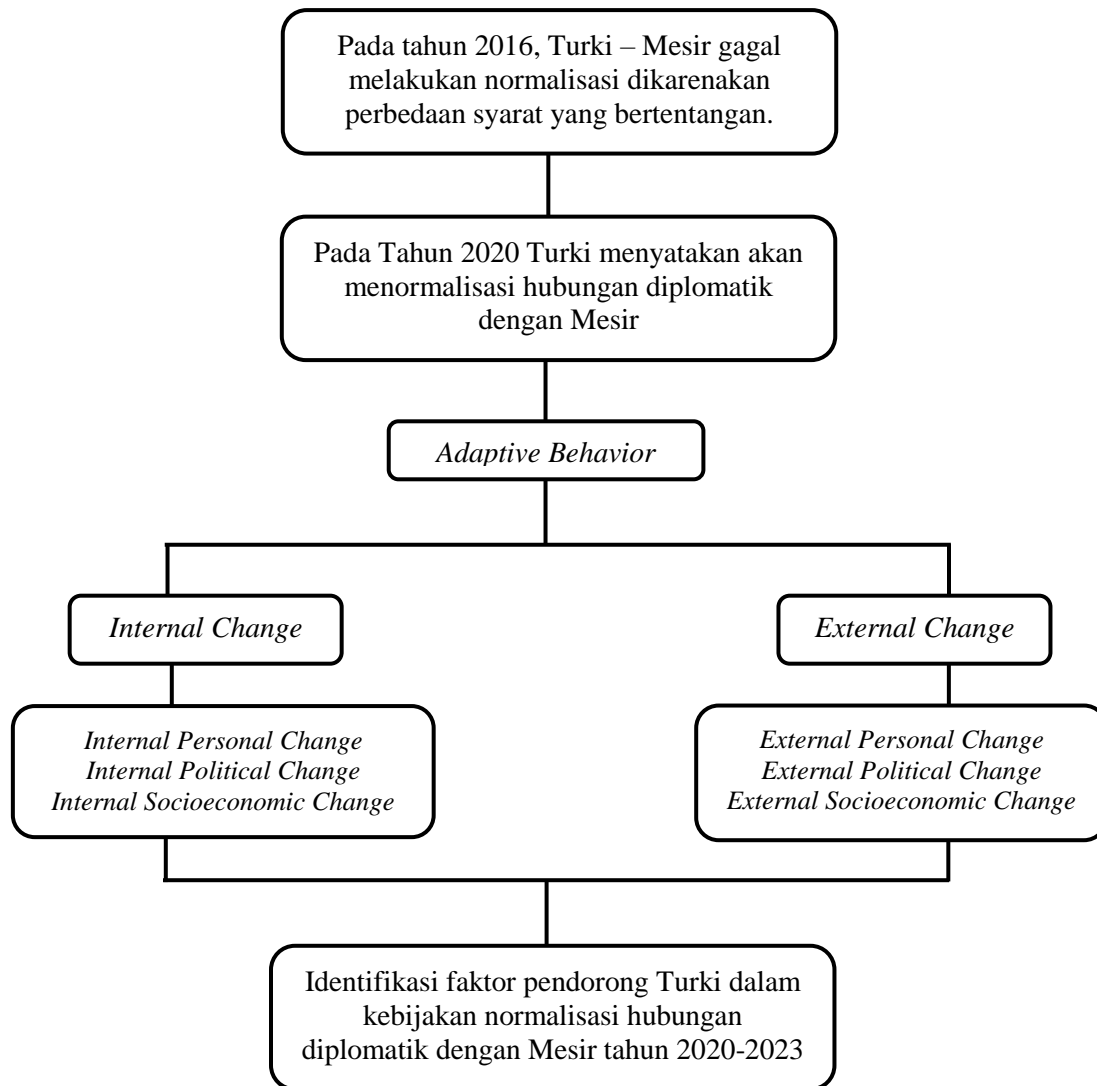 Pada tahun 2016, Turki – Mesir gagal
melakukan normalisasi dikarenakan
perbedaan syarat yang bertentangan.
Pada Tahun 2020 Turki menyatakan akan
menormalisasi hubungan diplomatik
dengan Mesir
Adaptive Behavior
Internal Change
External Change
Internal Personal Change
Internal Political Change
Internal Socioeconomic Change
External Personal Change
External Political Change
External Socioeconomic Change
Identifikasi faktor pendorong Turki dalam
kebijakan normalisasi hubungan
diplomatik dengan Mesir tahun 2020-2023